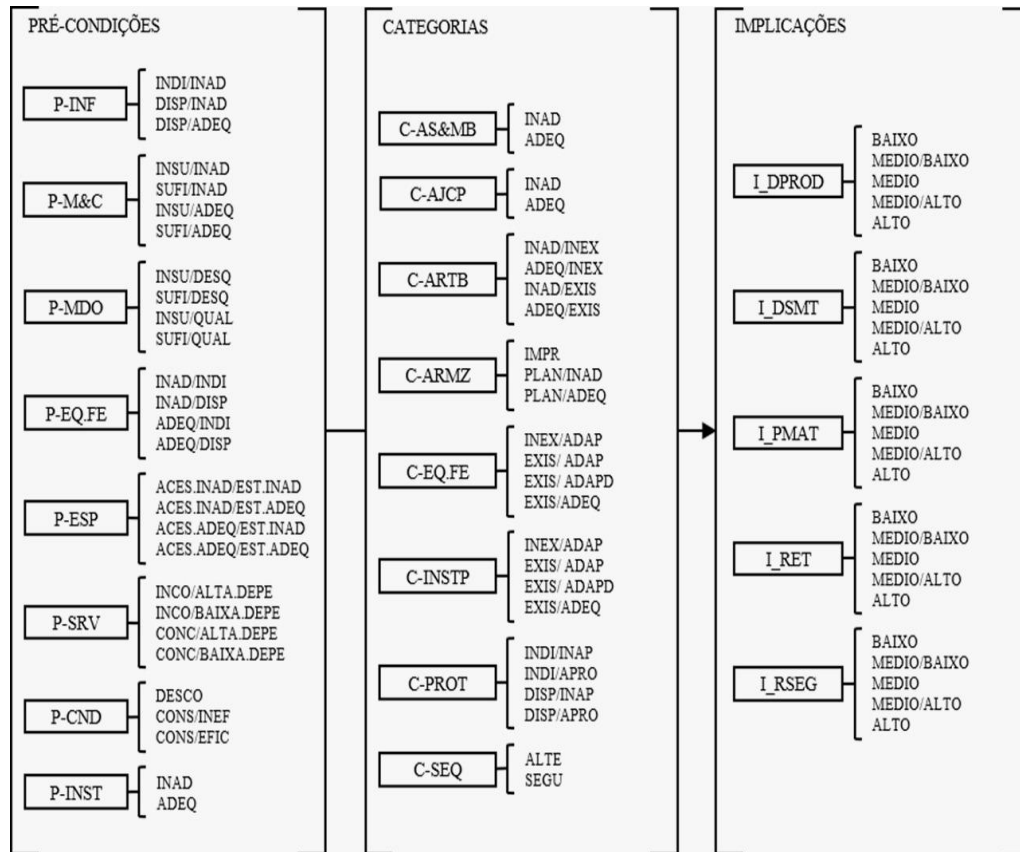 PRÉ-CONDIÇÕES
P-INF
INDI/INAD
DISP/INAD
DISP/ADEQ
P-M&C
INSU/INAD
SUFI/INAD
INSU/ADEQ
SUFI/ADEQ
P-MDO
INSU/DESQ
SUFI/DESQ
INSU/QUAL
SUFI/QUAL
P-EQ.FE
INAD/INDI
INAD/DISP
ADEQ/INDI
ADEQ/DISP
P-ESP
ACES.INAD/EST.INAD
ACES.INAD/EST.ADEQ
ACES.ADEQ/EST.INAD
ACES.ADEQ/EST.ADEQ
P-SRV
INCO/ALTA.DEPE
INCO/BAIXA.DEPE
CONC/ALTA.DEPE
CONC/BAIXA.DEPE
P-CND
DESCO
CONS/INEF
CONS/EFIC
P-INST
INAD
ADEQ
CATEGORIAS
C-AS&MB
INAD
ADEQ
C-AJCP
INAD
ADEQ
C-ARTB
INAD/INEX
ADEQ/INEX
INAD/EXIS
ADEQ/EXIS
C-ARMZ
IMPR
PLAN/INAD
PLAN/ADEQ
C-EQ.FE
INEX/ADAP
EXIS/ ADAP
EXIS/ ADAPD
EXIS/ADEQ
C-INSTP
INEX/ADAP
EXIS/ ADAP
EXIS/ ADAPD
EXIS/ADEQ
C-PROT
INDI/INAP
INDI/APRO
DISP/INAP
DISP/APRO
C-SEQ
ALTE
SEGU
IMPLICAÇÕES
I_DPROD
BAIXO
MEDIO/BAIXO
MEDIO
MEDIO/ALTO
ALTO
I_DSMT
BAIXO
MEDIO/BAIXO
MEDIO
MEDIO/ALTO
ALTO
I_PMAT
BAIXO
MEDIO/BAIXO
MEDIO
MEDIO/ALTO
ALTO
I_RET
BAIXO
MEDIO/BAIXO
MEDIO
MEDIO/ALTO
ALTO
I_RSEG
BAIXO
MEDIO/BAIXO
MEDIO
MEDIO/ALTO
ALTO